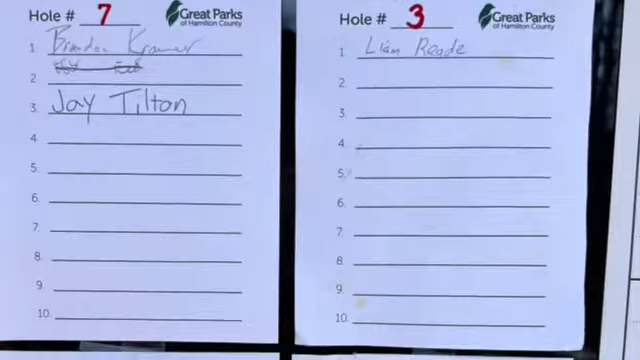 Hole # 7 Great Parks
of Hamilton County
1. Brandon Kramer
2.
3. Jay Tilton
4.
5.
6.
7.
8.
9.
10.
Hole # 3 Great Parks
of Hamilton County
1. Liam Reade
2.
3.
4.
5.
6.
7.
8.
9.
10.